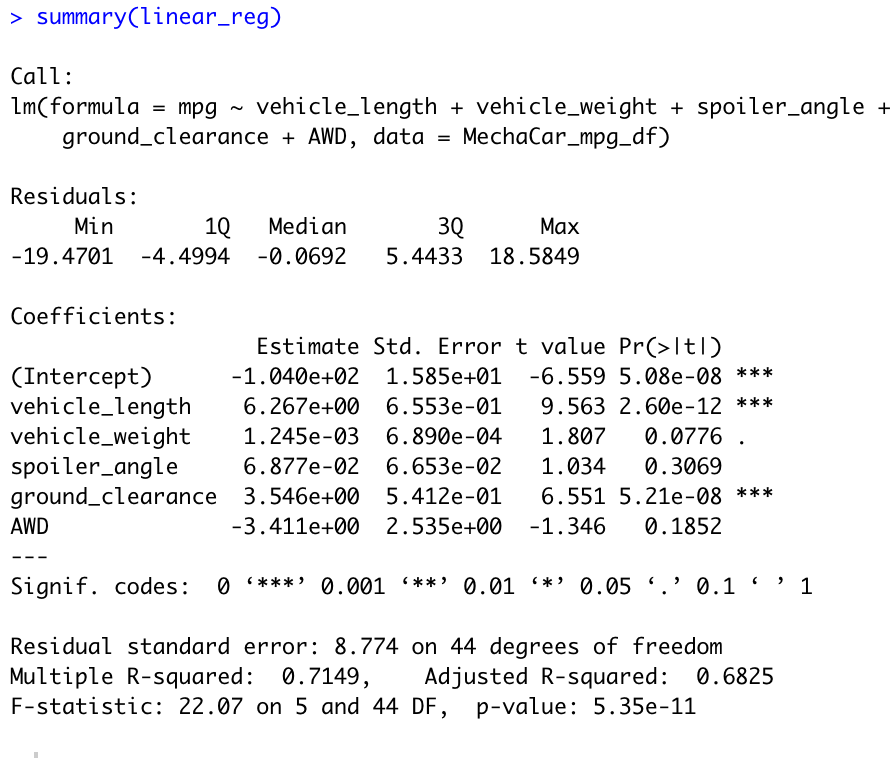 > summary(linear_reg)
Call:
lm(formula = mpg ~ vehicle_length + vehicle_weight + spoiler_angle +
    ground_clearance + AWD, data = MechaCar_mpg_df)
Residuals:
     Min       1Q   Median       3Q      Max
-19.4701  -4.4994  -0.0692   5.4433  18.5849
Coefficients:
                   Estimate Std. Error t value Pr(>|t|)
(Intercept)      -1.040e+02  1.585e+01  -6.559 5.08e-08 ***
vehicle_length    6.267e+00  6.553e-01   9.563 2.60e-12 ***
vehicle_weight    1.245e-03  6.890e-04   1.807   0.0776 .
spoiler_angle     6.877e-02  6.653e-02   1.034   0.3069
ground_clearance  3.546e+00  5.412e-01   6.551 5.21e-08 ***
AWD              -3.411e+00  2.535e+00  -1.346   0.1852
---
Signif. codes:  0 ‘***’ 0.001 ‘**’ 0.01 ‘*’ 0.05 ‘.’ 0.1 ‘ ’ 1
Residual standard error: 8.774 on 44 degrees of freedom
Multiple R-squared:  0.7149,    Adjusted R-squared:  0.6825
F-statistic: 22.07 on 5 and 44 DF,  p-value: 5.35e-11